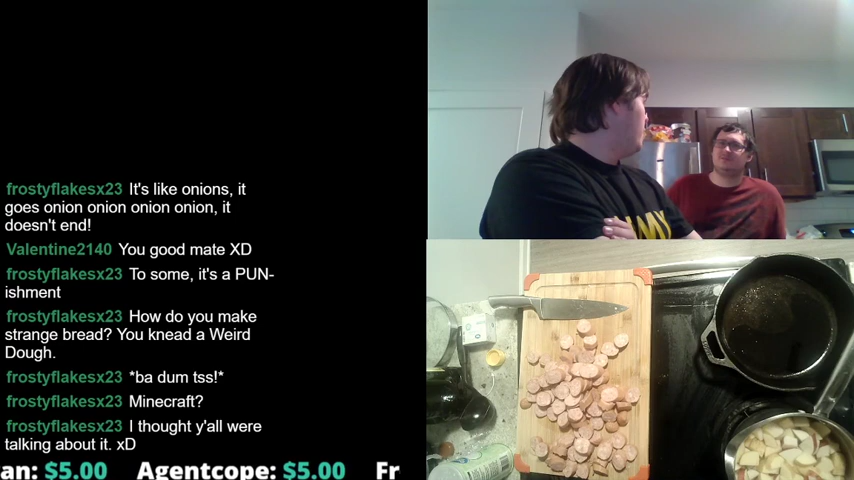 frostyflakesx23 It's like onions, it
goes onion onion onion onion, it
doesn't end!
Valentine2140 You good mate XD
frostyflakesx23 To some, it's a PUN-
ishment
frostyflakesx23 How do you make
strange bread? You knead a Weird
Dough.
frostyflakesx23 *ba dum tss!*
frostyflakesx23 Minecraft?
frostyflakesx23 I thought y'all were
talking about it. xD
an: $5.00 Agentcope: $5.00 Fr